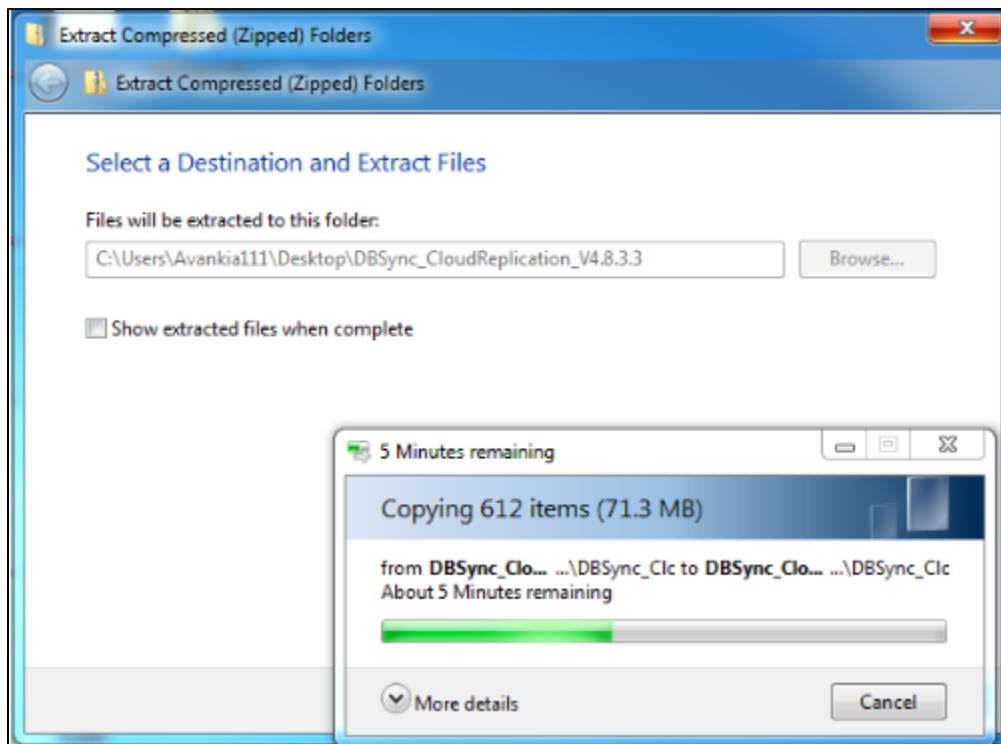 Extract Compressed (Zipped) Folders
Extract Compressed (Zipped) Folders
Select a Destination and Extract Files
Files will be extracted to this folder:
C:\Users\Avankia111\Desktop\DBSync_CloudReplication_V4.8.3.3
Browse...
Show extracted files when complete
5 Minutes remaining
Copying 612 items (71.3 MB)
from DBSync_Clo... ...\DBSync_Clc to DBSync_Clo... ...\DBSync_Clc
About 5 Minutes remaining
More details
Cancel